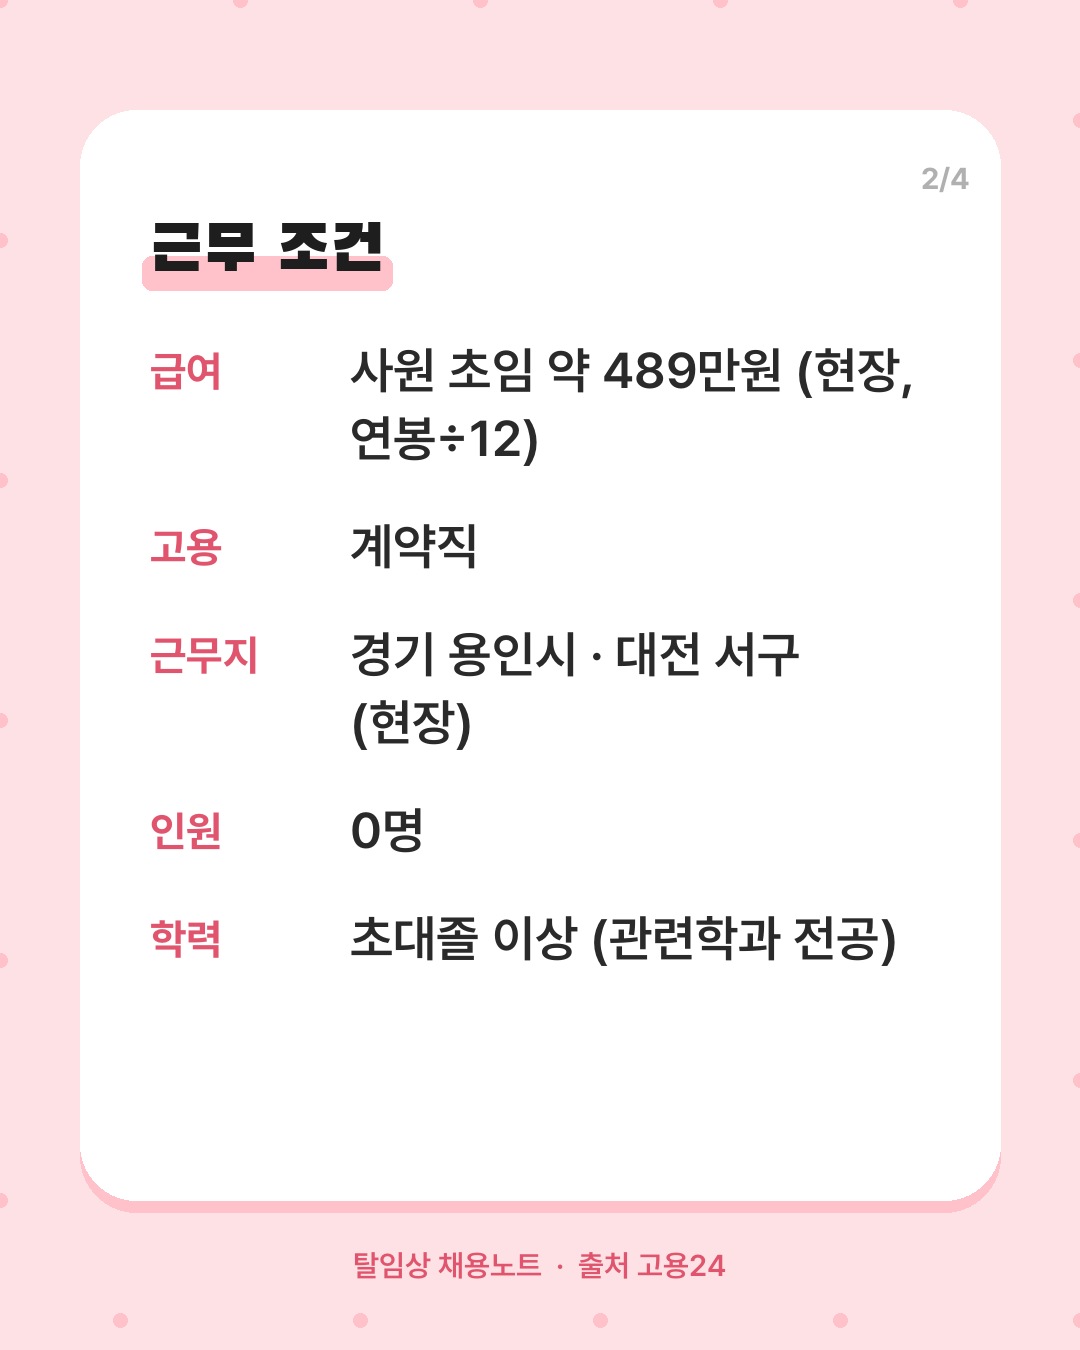 2/4
근무 조건
급여 사원 초임 약 489만원 (현장,
연봉÷12)
고용 계약직
근무지 경기 용인시 · 대전 서구
(현장)
인원 0명
학력 초대졸 이상 (관련학과 전공)
탈임상 채용노트 · 출처 고용24